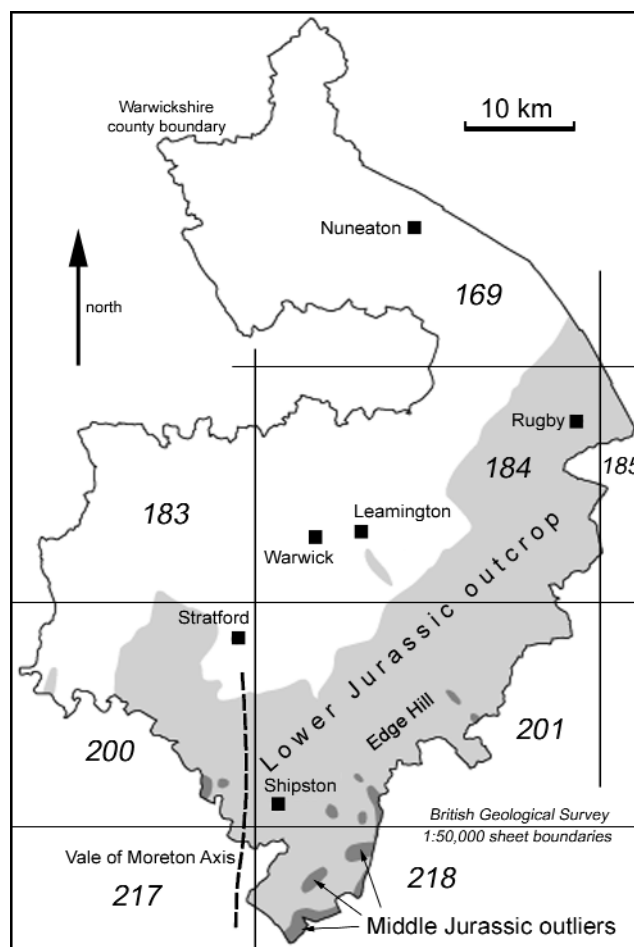 Warwickshire
county boundary
10 km
Nuneaton
north
169
Rugby
184
185
183
Leamington
Warwick
Stratford
Lower Jurassic outcrop
Edge Hill
200
201
Shipston
British Geological Survey
1:50,000 sheet boundaries
Vale of Moreton Axis
217
218
Middle Jurassic outliers